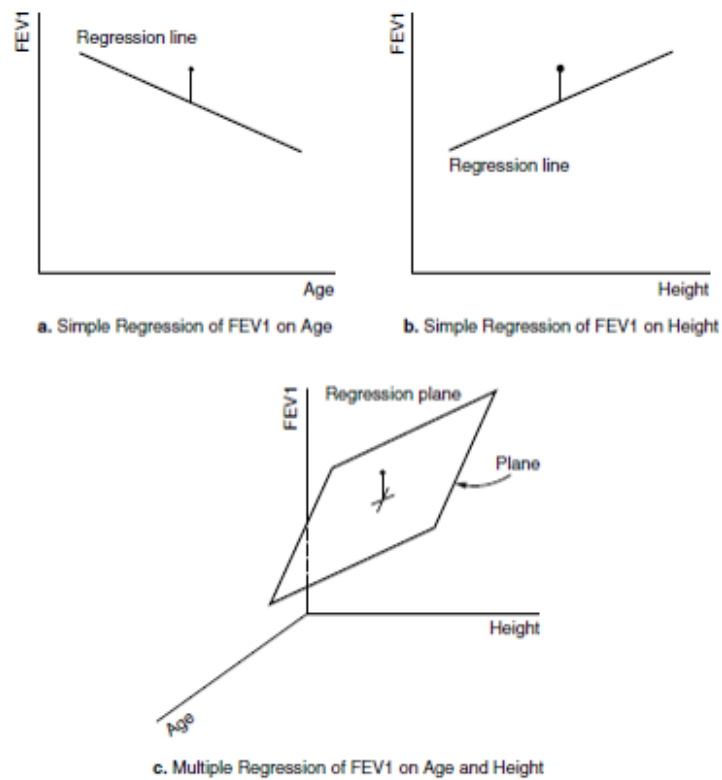 FEV1
Regression line
Age
a. Simple Regression of FEV1 on Age
FEV1
Regression line
Height
b. Simple Regression of FEV1 on Height
FEV1
Regression plane
Plane
Height
Age
c. Multiple Regression of FEV1 on Age and Height